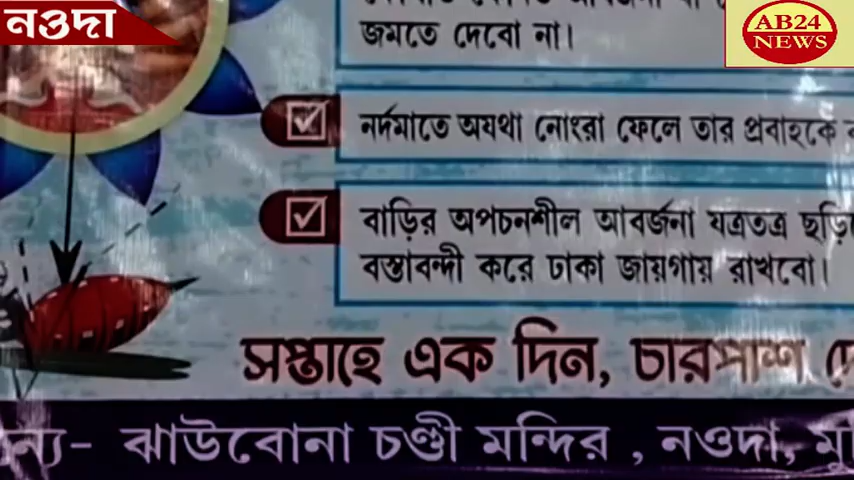 নওদা
AB24
NEWS
জমতে দেবো না।
নর্দমাতে অযথা নোংরা ফেলে তার প্রবাহকে
বাড়ির অপচনশীল আবর্জনা যত্রতত্র
বস্তাবন্দী করে ঢাকা জায়গায় রাখবো।
সপ্তাহে এক দিন, চারপাশ
ঝাউবোনা চণ্ডী মন্দির , নওদা,